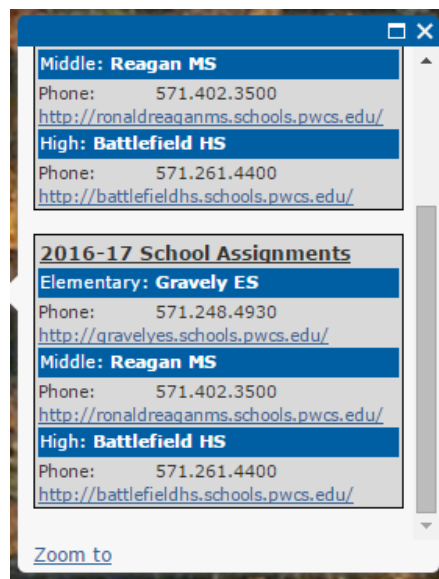 Middle: Reagan MS
Phone: 571.402.3500
http://ronaldreaganms.schools.pwcs.edu/
High: Battlefield HS
Phone: 571.261.4400
http://battlefieldhs.schools.pwcs.edu/
2016-17 School Assignments
Elementary: Gravely ES
Phone: 571.248.4930
http://gravelyes.schools.pwcs.edu/
Middle: Reagan MS
Phone: 571.402.3500
http://ronaldreaganms.schools.pwcs.edu/
High: Battlefield HS
Phone: 571.261.4400
http://battlefieldhs.schools.pwcs.edu/
Zoom to